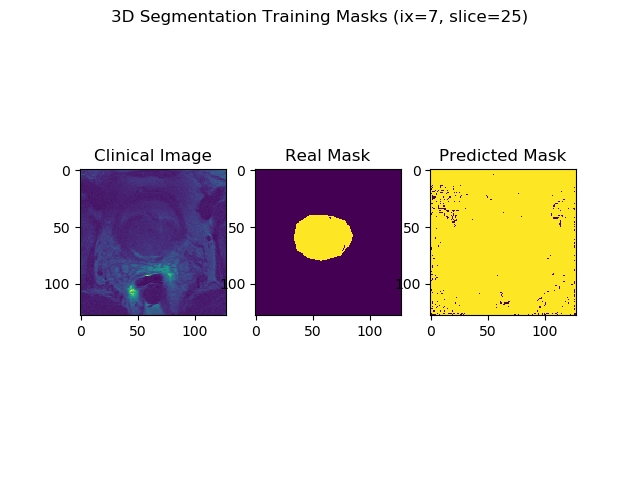 3D Segmentation Training Masks (ix=7, slice=25)
Clinical Image Real Mask Predicted Mask
0 0 0
50 50 50
100 100 100
0 50 100 0 50 100 0 50 100